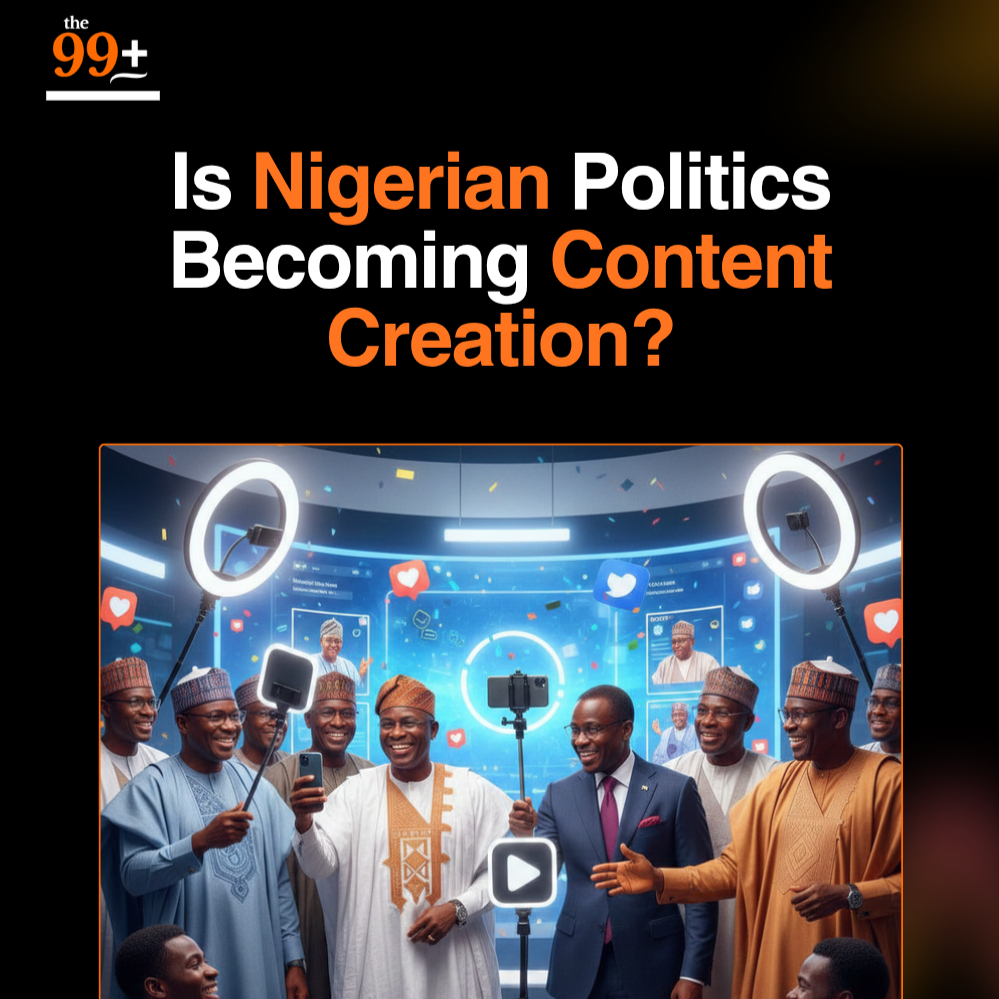 the
99+
Is Nigerian Politics
Becoming Content
Creation?